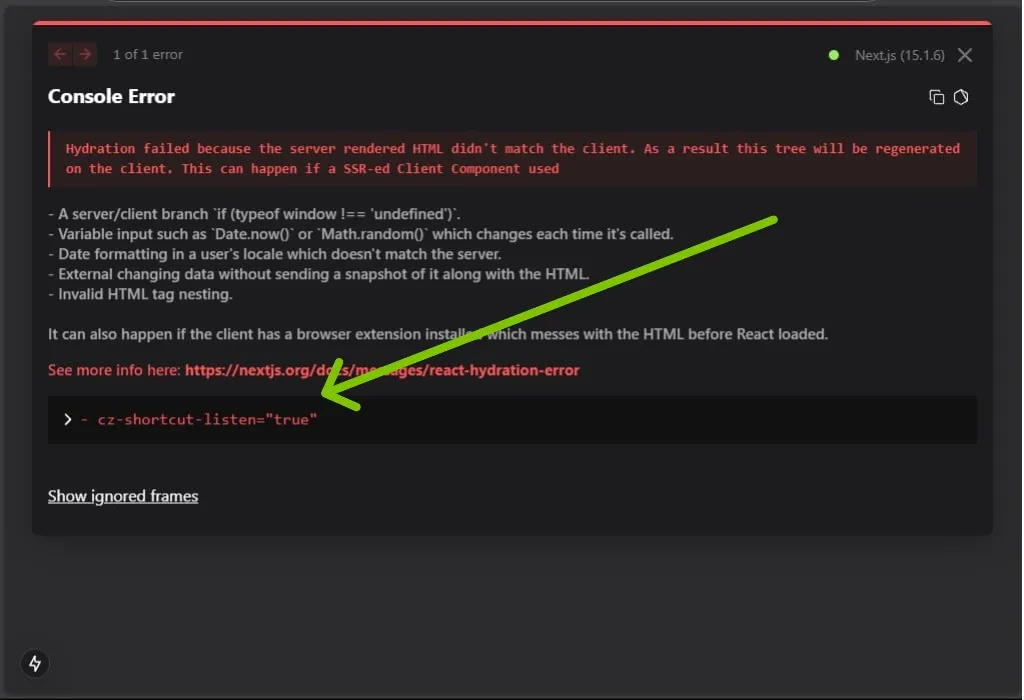 1 of 1 error
Next.js (15.1.6)
Console Error
Hydration failed because the server rendered HTML didn't match the client. As a result this tree will be regenerated
on the client. This can happen if a SSR-ed Client Component used
- A server/client branch `if (typeof window !== 'undefined')`.
- Variable input such as `Date.now()` or `Math.random()` which changes each time it's called.
- Date formatting in a user's locale which doesn't match the server.
- External changing data without sending a snapshot of it along with the HTML.
- Invalid HTML tag nesting.
It can also happen if the client has a browser extension installed which messes with the HTML before React loaded.
See more info here: https://nextjs.org/docs/messages/react-hydration-error
- cz-shortcut-listen="true"
Show ignored frames